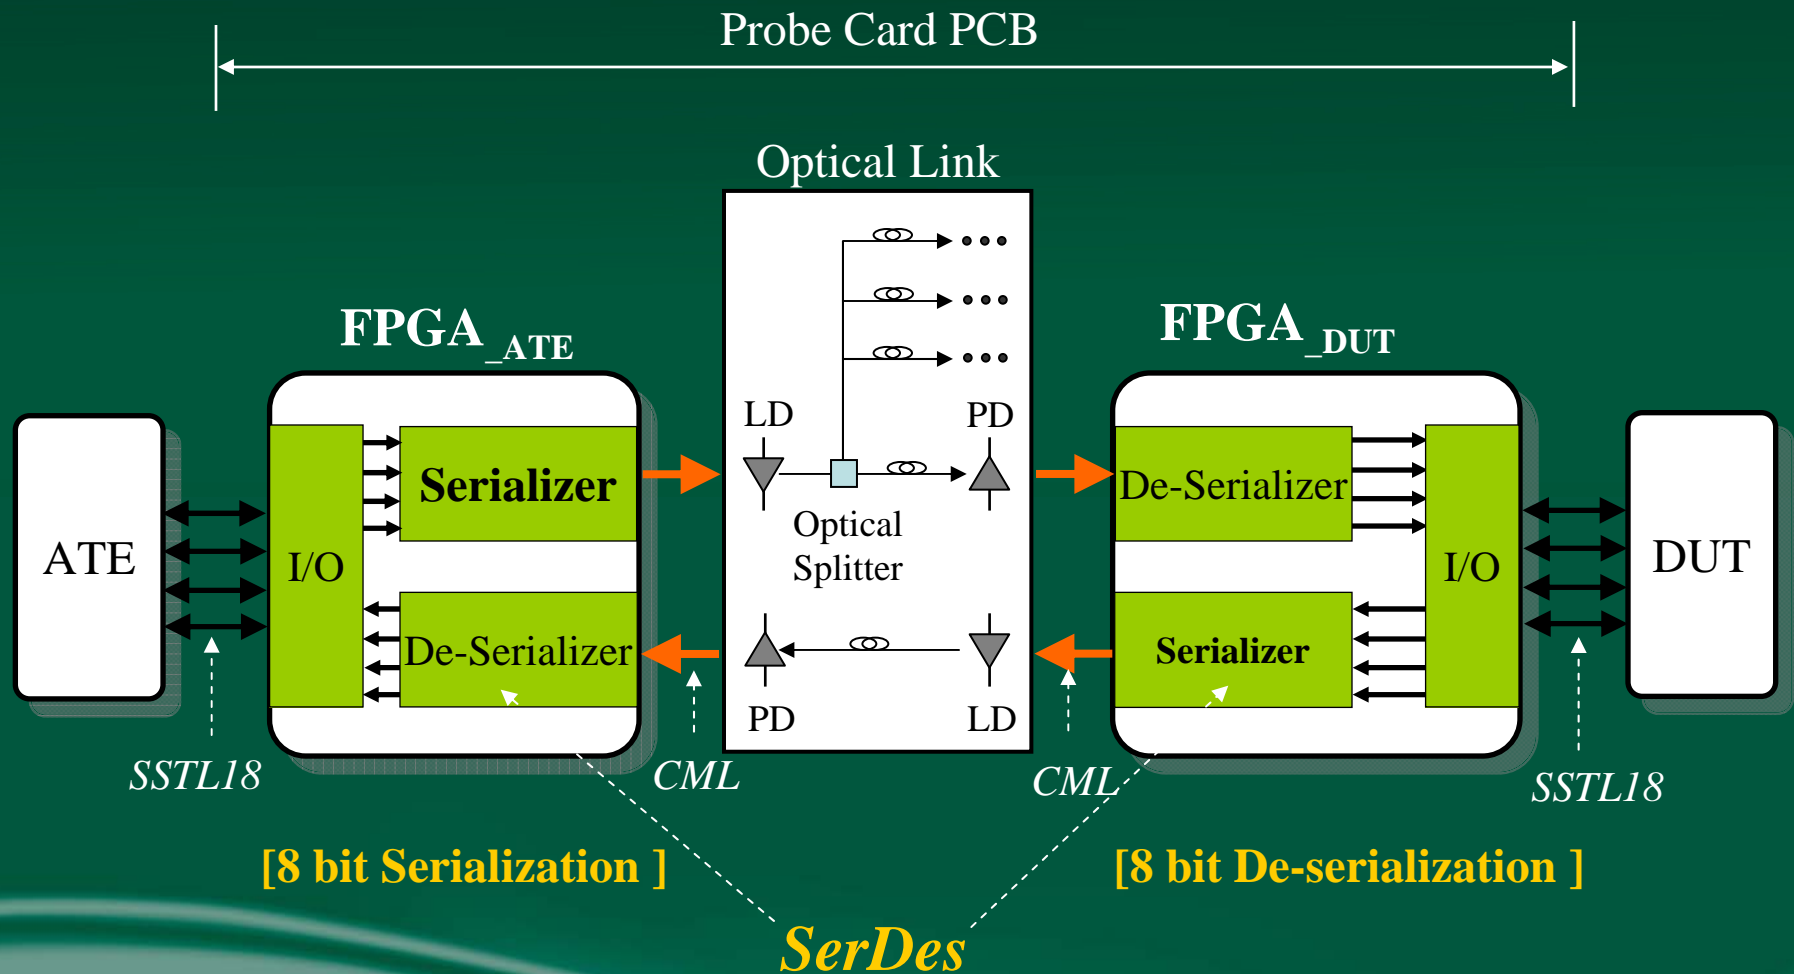 Probe Card PCB
Optical Link
FPGA_ATE
FPGA_DUT
LD
PD
Serializer
De-Serializer
Optical
Splitter
ATE
I/O
I/O
DUT
De-Serializer
Serializer
PD
LD
SSTL18
CML
CML
SSTL18
[8 bit Serialization ]
[8 bit De-serialization ]
SerDes